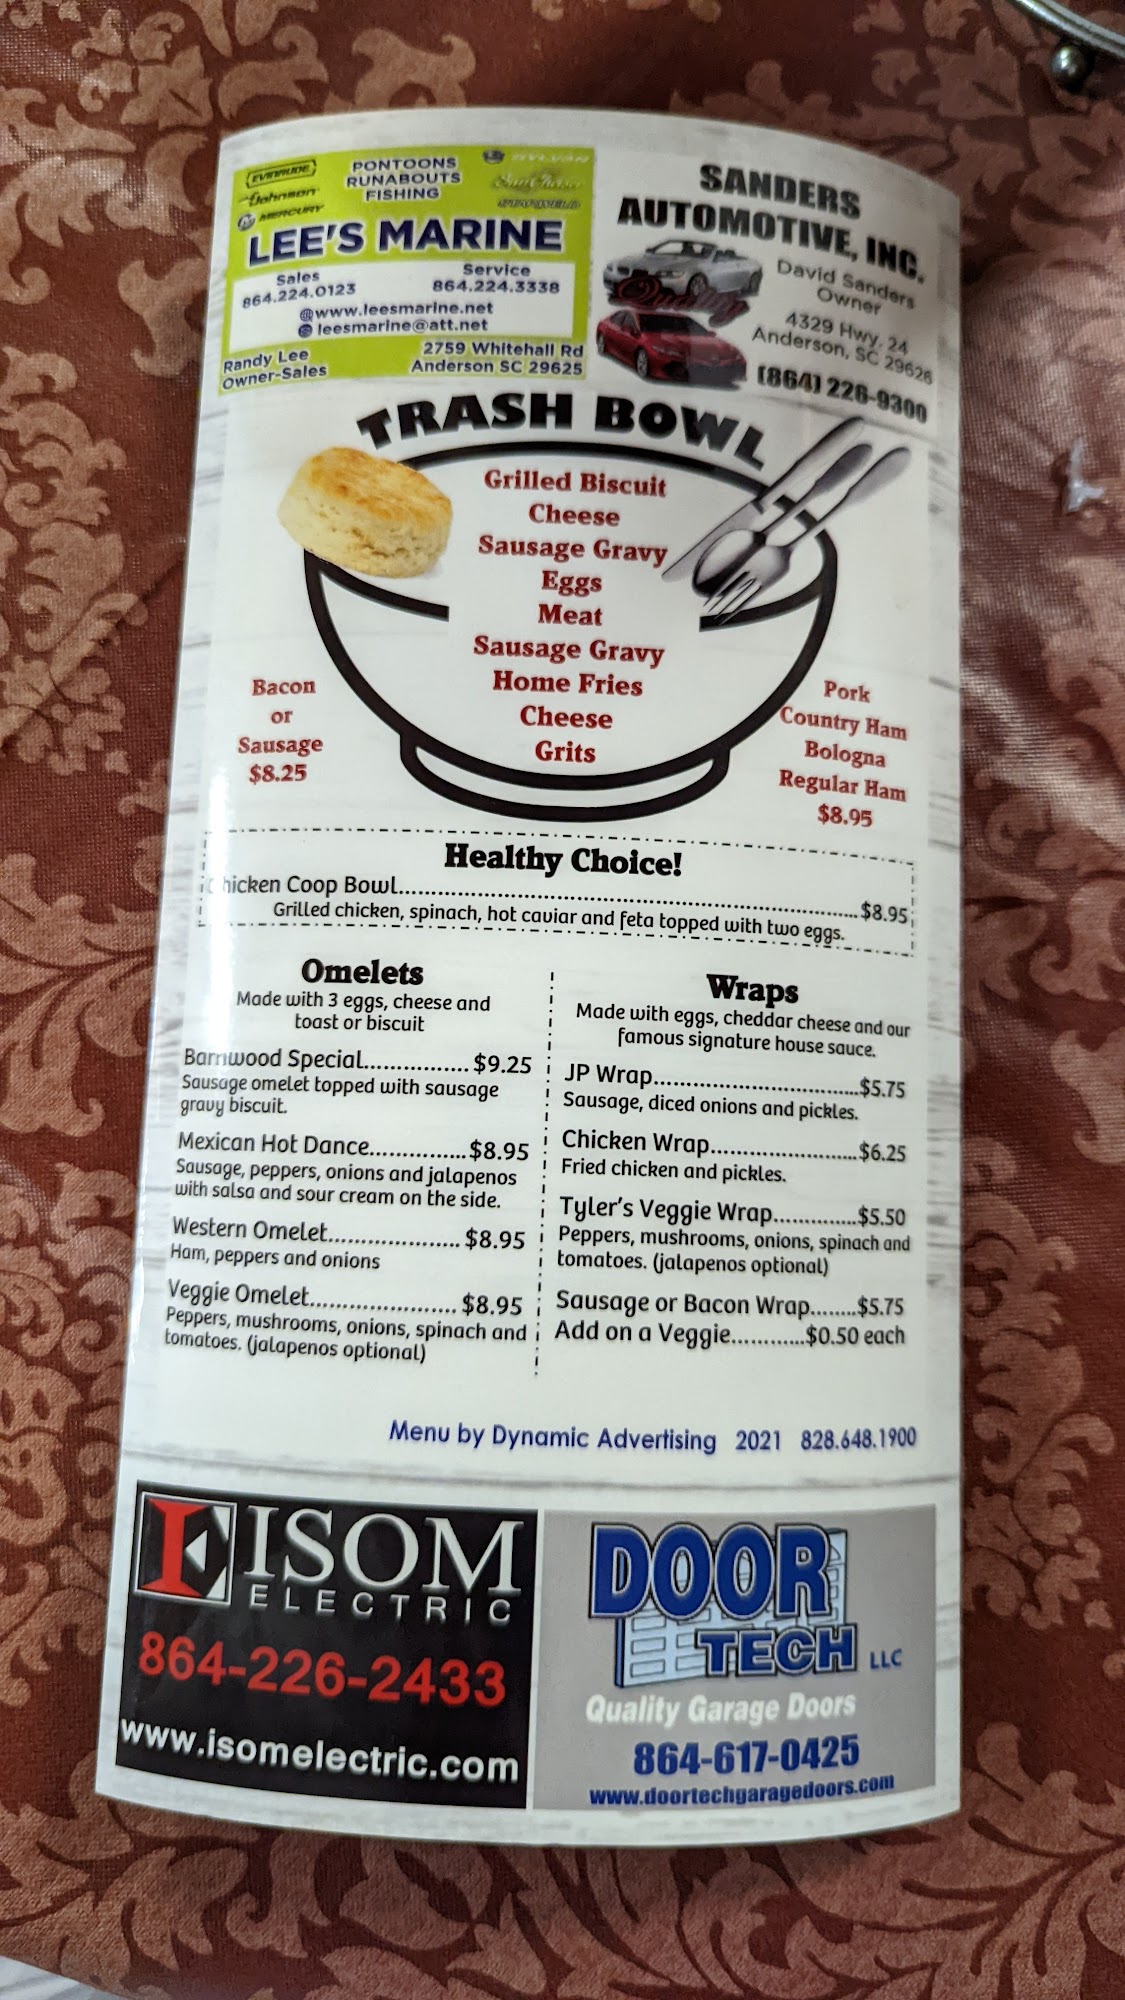 EVINRUDE
Johnson
MERCURY
PONTOONS
RUNABOUTS
FISHING
SYLVAN
SunChaser
STARWELD
LEE'S MARINE
Sales
864.224.0123
Service
864.224.3338
@www.leesmarine.net
leesmarine@att.net
Randy Lee
Owner-Sales
2759 Whitehall Rd
Anderson SC 29625
SANDERS
AUTOMOTIVE, INC.
Quality
David Sanders
Owner
4329 Hwy. 24
Anderson, SC 29626
(864) 226-9300
TRASH BOWL
Grilled Biscuit
Cheese
Sausage Gravy
Eggs
Meat
Sausage Gravy
Home Fries
Cheese
Grits
Bacon
or
Sausage
$8.25
Pork
Country Ham
Bologna
Regular Ham
$8.95
Healthy Choice!
Chicken Coop Bowl.....................................................................$8.95
Grilled chicken, spinach, hot caviar and feta topped with two eggs.
Omelets
Made with 3 eggs, cheese and
toast or biscuit
Barnwood Special................$9.25
Sausage omelet topped with sausage
gravy biscuit.
Mexican Hot Dance...............$8.95
Sausage, peppers, onions and jalapenos
with salsa and sour cream on the side.
Western Omelet....................$8.95
Ham, peppers and onions
Veggie Omelet......................$8.95
Peppers, mushrooms, onions, spinach and
tomatoes. (jalapenos optional)
Wraps
Made with eggs, cheddar cheese and our
famous signature house sauce.
JP Wrap...............................$5.75
Sausage, diced onions and pickles.
Chicken Wrap......................$6.25
Fried chicken and pickles.
Tyler's Veggie Wrap..............$5.50
Peppers, mushrooms, onions, spinach and
tomatoes. (jalapenos optional)
Sausage or Bacon Wrap........$5.75
Add on a Veggie............$0.50 each
Menu by Dynamic Advertising 2021 828.648.1900
ISOM
ELECTRIC
864-226-2433
www.isomelectric.com
DOOR
TECH LLC
Quality Garage Doors
864-617-0425
www.doortechgaragedoors.com